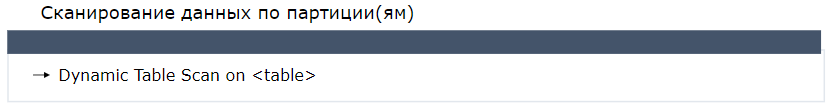 Сканирование данных по партиции(ям)
→ Dynamic Table Scan on <table>